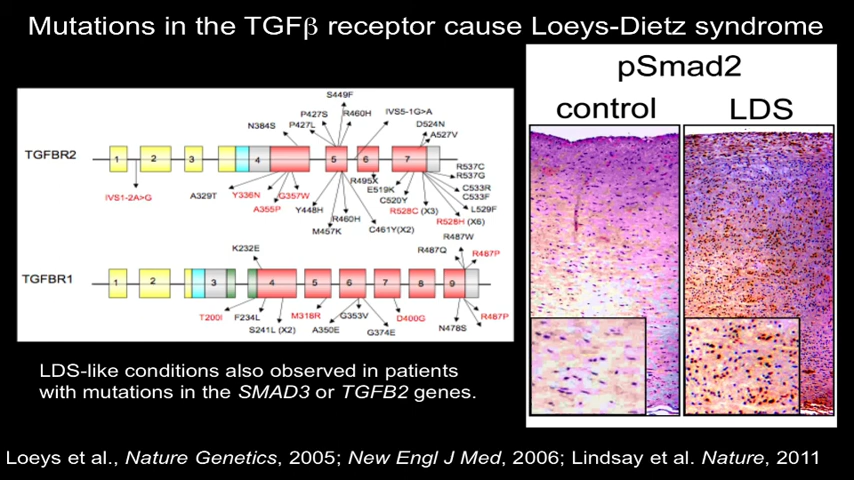 Mutations in the TGFβ receptor cause Loeys-Dietz syndrome
pSmad2
control LDS
S449F
P427S R460H IVS5-1G>A
N384S P427L D524N
A527V
TGFBR2 1 2 3 4 5 6 7
R537C
R537G
R495X
E519K C533R
C533F
IVS1-2A>G A329T Y336N G357W C520Y
A355P Y448H R528C (X3) L529F
R460H R528H (X6)
M457K C461Y(X2)
R487W
K232E R487Q R487P
TGFBR1 1 2 3 4 5 6 7 8 9
T200I F234L M318R G353V D400G R487P
S241L (X2) A350E G374E N478S
LDS-like conditions also observed in patients
with mutations in the SMAD3 or TGFB2 genes.
Loeys et al., Nature Genetics, 2005; New Engl J Med, 2006; Lindsay et al. Nature, 2011